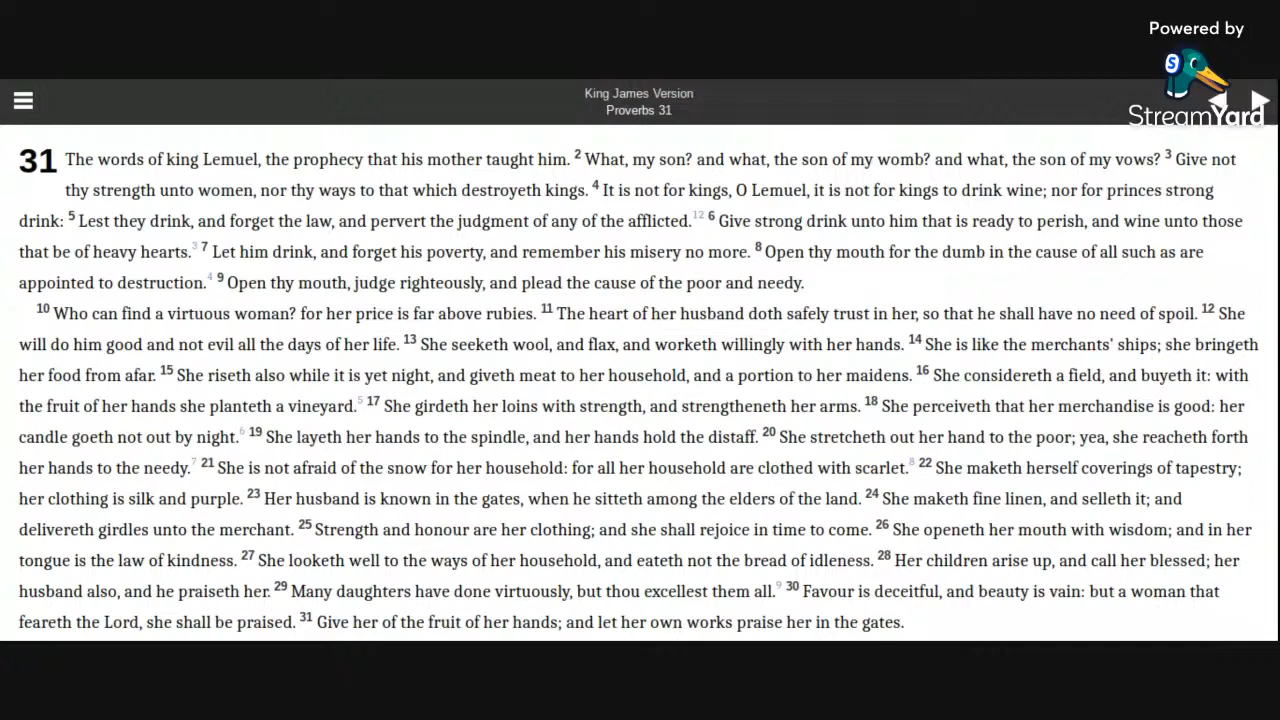 Powered by
StreamYard
King James Version
Proverbs 31
31 The words of king Lemuel, the prophecy that his mother taught him. 2 What, my son? and what, the son of my womb? and what, the son of my vows? 3 Give not
thy strength unto women, nor thy ways to that which destroyeth kings. 4 It is not for kings, O Lemuel, it is not for kings to drink wine; nor for princes strong
drink: 5 Lest they drink, and forget the law, and pervert the judgment of any of the afflicted. 12 6 Give strong drink unto him that is ready to perish, and wine unto those
that be of heavy hearts. 3 7 Let him drink, and forget his poverty, and remember his misery no more. 8 Open thy mouth for the dumb in the cause of all such as are
appointed to destruction. 4 9 Open thy mouth, judge righteously, and plead the cause of the poor and needy.
10 Who can find a virtuous woman? for her price is far above rubies. 11 The heart of her husband doth safely trust in her, so that he shall have no need of spoil. 12 She
will do him good and not evil all the days of her life. 13 She seeketh wool, and flax, and worketh willingly with her hands. 14 She is like the merchants' ships; she bringeth
her food from afar. 15 She riseth also while it is yet night, and giveth meat to her household, and a portion to her maidens. 16 She considereth a field, and buyeth it: with
the fruit of her hands she planteth a vineyard. 5 17 She girdeth her loins with strength, and strengtheneth her arms. 18 She perceiveth that her merchandise is good: her
candle goeth not out by night. 6 19 She layeth her hands to the spindle, and her hands hold the distaff. 20 She stretcheth out her hand to the poor; yea, she reacheth forth
her hands to the needy. 7 21 She is not afraid of the snow for her household: for all her household are clothed with scarlet. 8 22 She maketh herself coverings of tapestry;
her clothing is silk and purple. 23 Her husband is known in the gates, when he sitteth among the elders of the land. 24 She maketh fine linen, and selleth it; and
delivereth girdles unto the merchant. 25 Strength and honour are her clothing; and she shall rejoice in time to come. 26 She openeth her mouth with wisdom; and in her
tongue is the law of kindness. 27 She looketh well to the ways of her household, and eateth not the bread of idleness. 28 Her children arise up, and call her blessed; her
husband also, and he praiseth her. 29 Many daughters have done virtuously, but thou excellest them all. 9 30 Favour is deceitful, and beauty is vain: but a woman that
feareth the Lord, she shall be praised. 31 Give her of the fruit of her hands; and let her own works praise her in the gates.